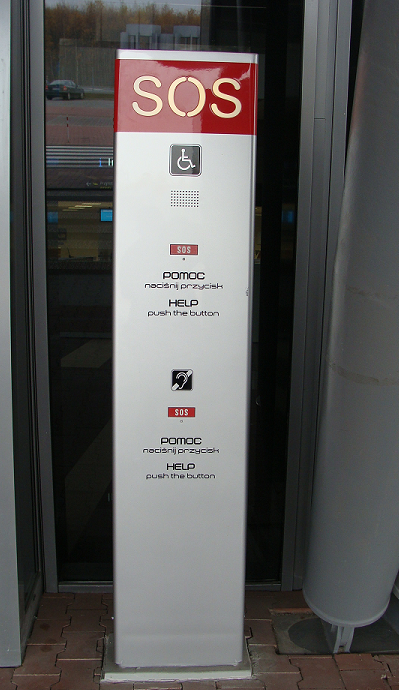 SOS
SOS
POMOC
naciśnij przycisk
HELP
push the button
SOS
POMOC
naciśnij przycisk
HELP
push the button